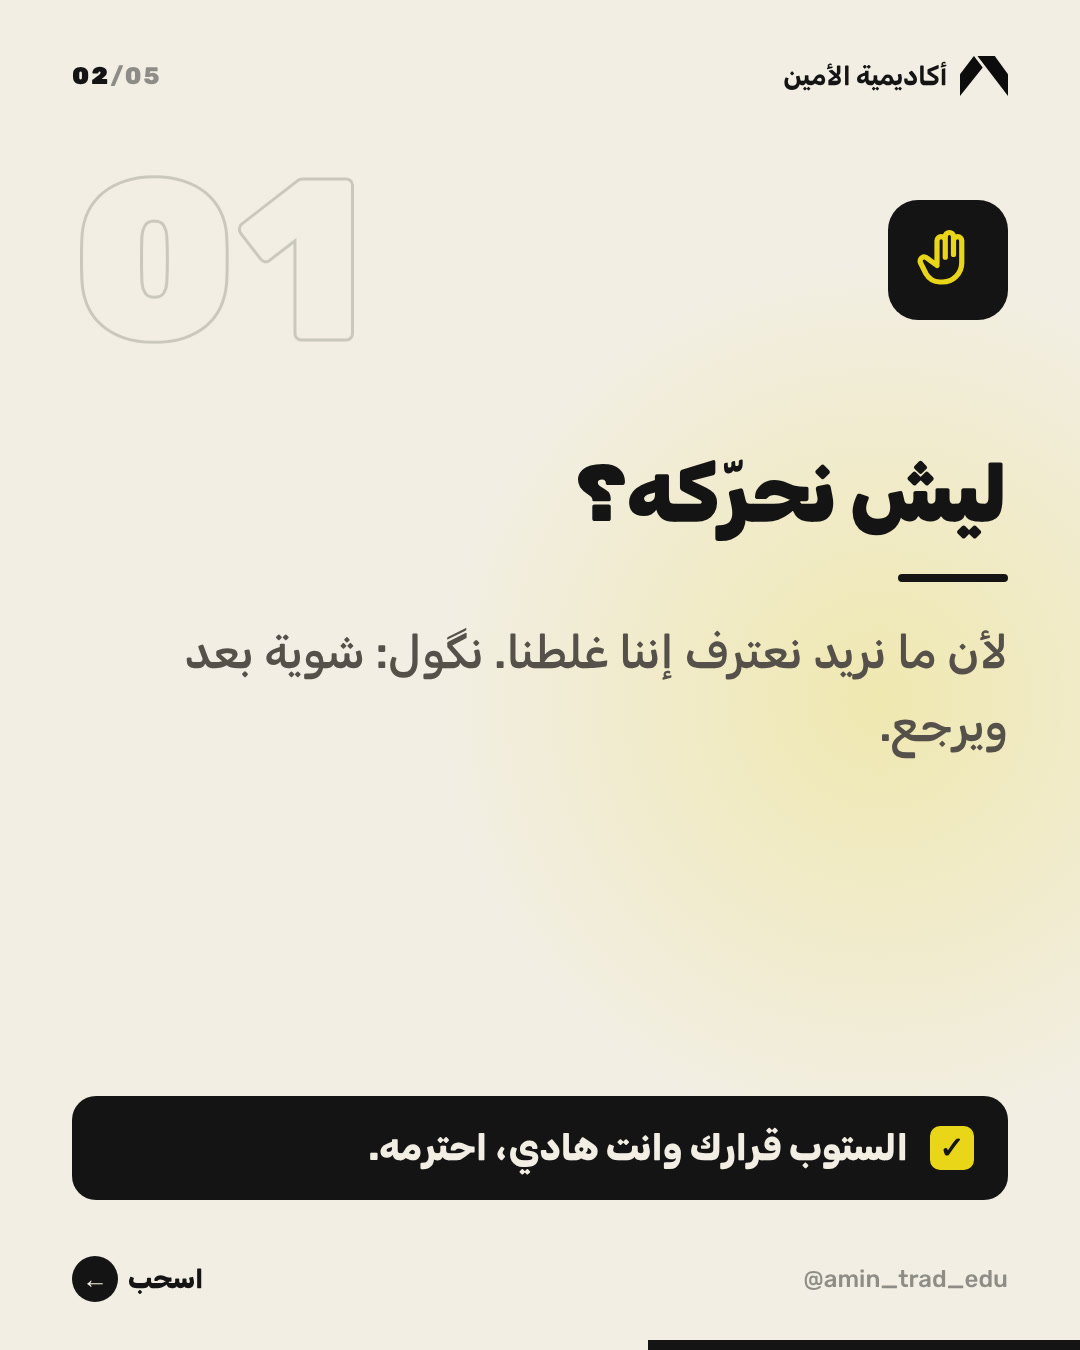 أكاديمية الأمين
02/05
01
ليش نحرّكه؟
لأن ما نريد نعترف إننا غلطنا. نگول: شوية بعد
ويرجع.
✓ الستوب قرارك وانت هادي، احترمه.
@amin_trad_edu
اسحب ←